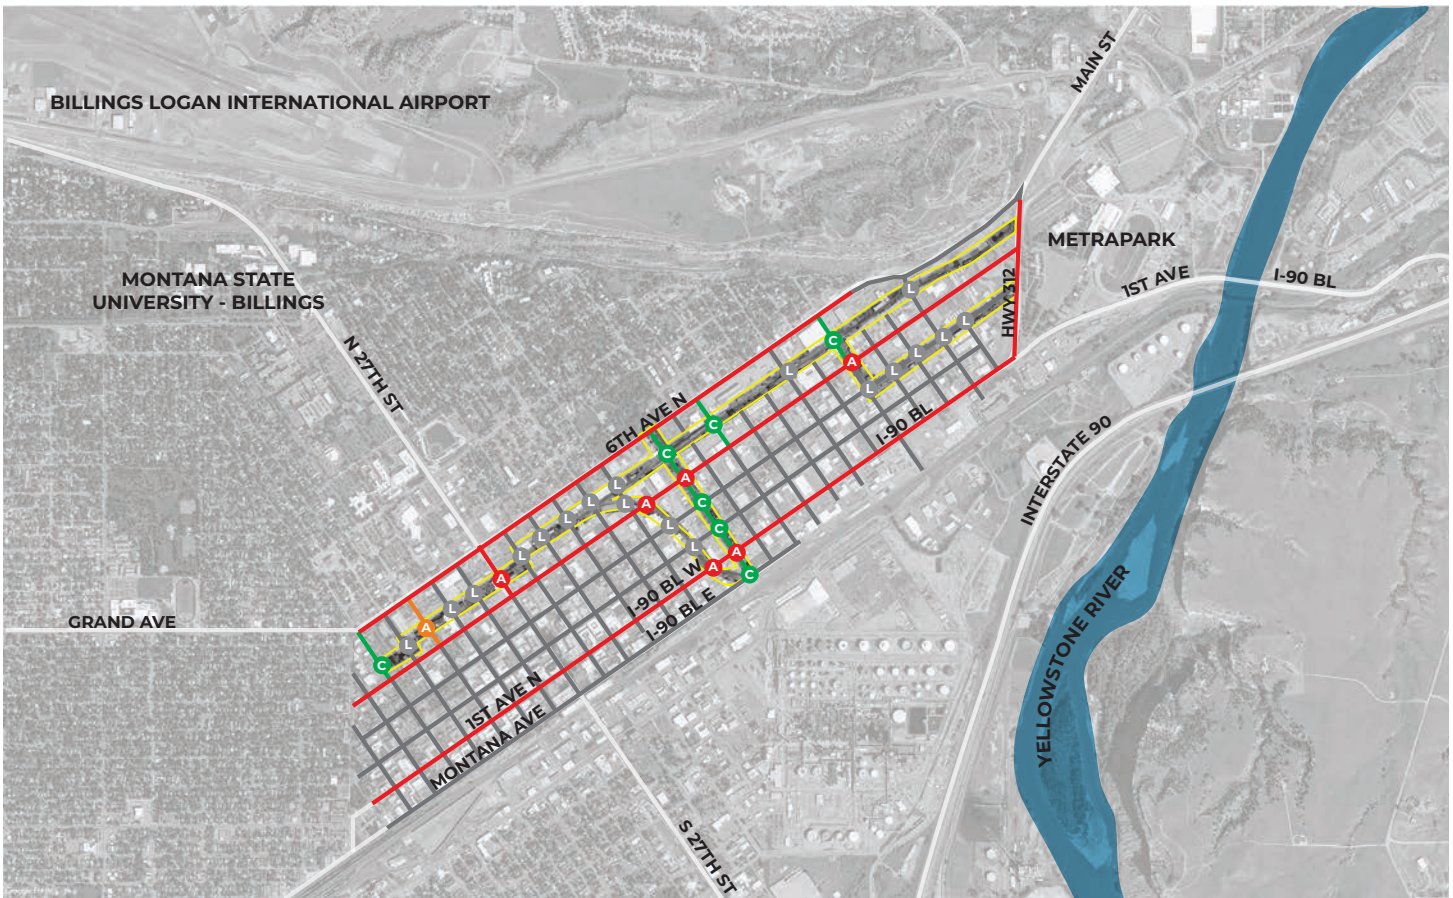 MAIN ST
BILLINGS LOGAN INTERNATIONAL AIRPORT
METRAPARK
MONTANA STATE
UNIVERSITY - BILLINGS
1ST AVE
I-90 BL
HWY 312
L
N 27TH ST
L
L
C
L
A
L
L
L
L
6TH AVE N
C
I-90 BL
C
INTERSTATE 90
A
L
L
L
A
C
L
L
L
C
L
L
A
I-90 BL W
A
C
A
L
I-90 BL E
L
GRAND AVE
A
L
C
YELLOWSTONE RIVER
1ST AVE N
MONTANA AVE
S 27TH ST